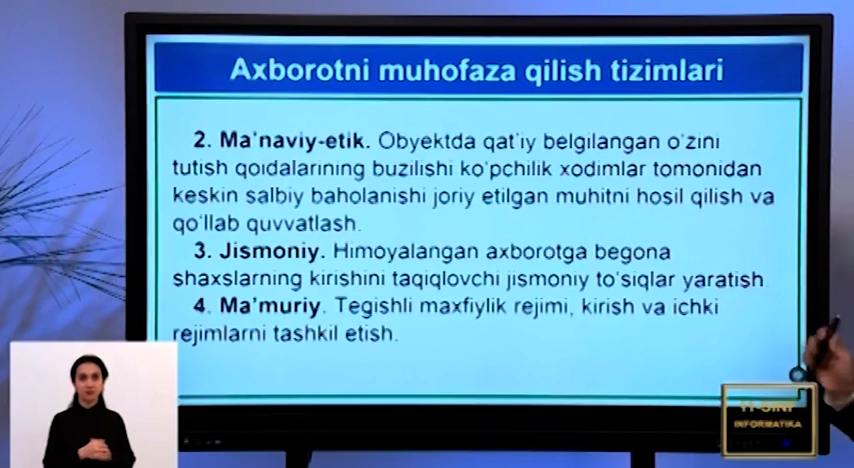 Axborotni muhofaza qilish tizimlari
2. Ma'naviy-etik. Obyektda qat'iy belgilangan o'zini
tutish qoidalarining buzilishi ko'pchilik xodimlar tomonidan
keskin salbiy baholanishi joriy etilgan muhitni hosil qilish va
qo'llab quvvatlash.
3. Jismoniy. Himoyalangan axborotga begona
shaxslarning kirishini taqiqlovchi jismoniy to'siqlar yaratish
4. Ma'muriy. Tegishli maxfiylik rejimi, kirish va ichki
rejimlarni tashkil etish.
11-SINF
INFORMATIKA